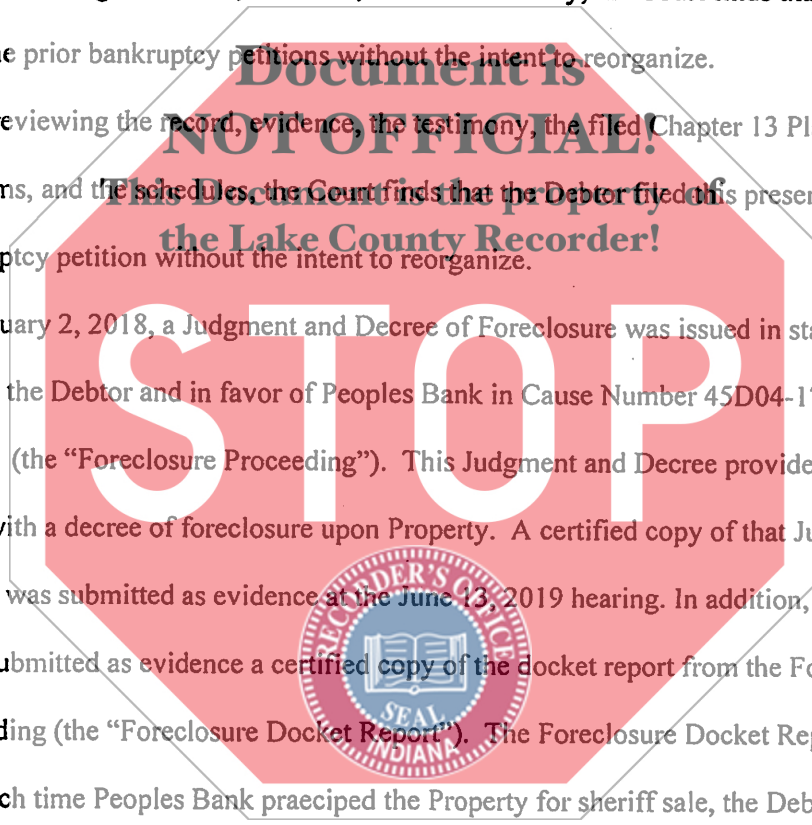 e prior bankruptcy petitions without the intent to reorganize.
Document is
NOT OFFICIAL!
eviewing the record, evidence, the testimony, the filed Chapter 13 Pl
This Document is the property of
ns, and the schedules, the Court finds that the Debtor filed this presen
the Lake County Recorder!
ptcy petition without the intent to reorganize.
STOP
uary 2, 2018, a Judgment and Decree of Foreclosure was issued in sta
the Debtor and in favor of Peoples Bank in Cause Number 45D04-17
(the “Foreclosure Proceeding”). This Judgment and Decree provide
with a decree of foreclosure upon Property. A certified copy of that Ju
was submitted as evidence at the June 13, 2019 hearing. In addition,
ubmitted as evidence a certified copy of the docket report from the Fo
ding (the “Foreclosure Docket Report”). The Foreclosure Docket Rep
ch time Peoples Bank praeciped the Property for sheriff sale, the Deb
RECORDER'S OFFICE
SEAL
INDIANA